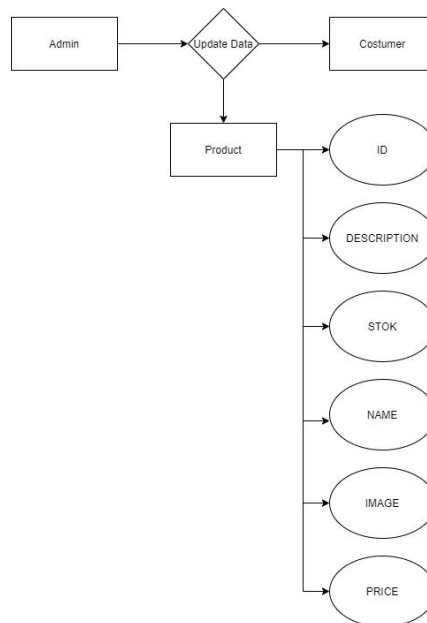 Admin
Update Data
Costumer
Product
ID
DESCRIPTION
STOK
NAME
IMAGE
PRICE